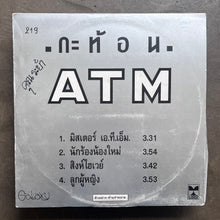 219
. กะท้อน .
ATM
1. มิสเตอร์ เอ.ที.เอ็ม. 3.31
2. นักร้องน้องใหม่ 3.54
3. สิงห์ไฮเวย์ 3.42
4. ลูกผู้หญิง 3.53